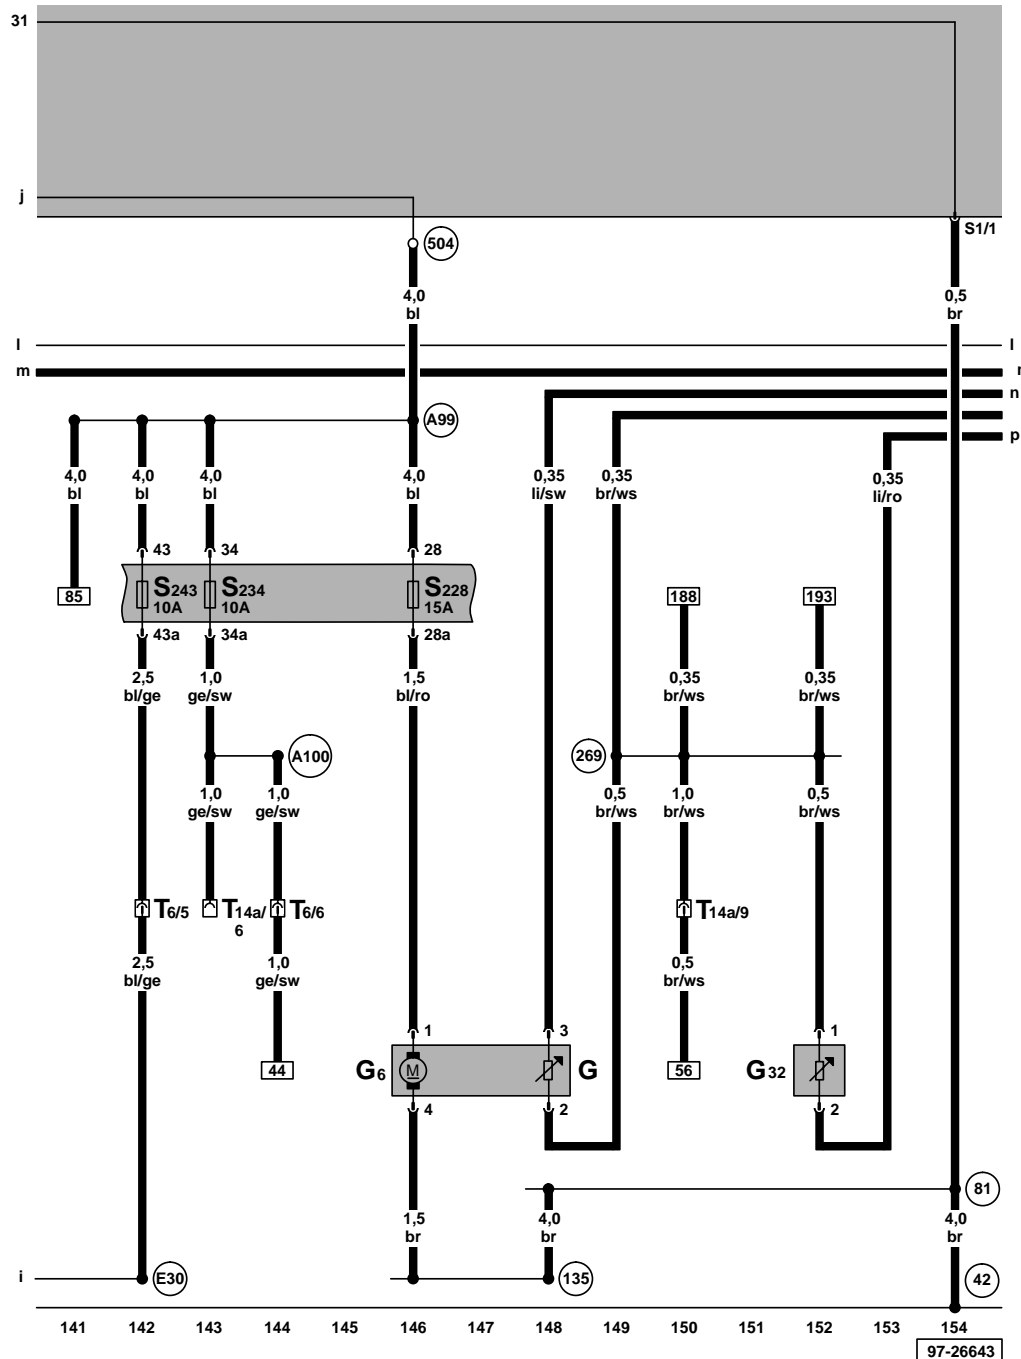 31
j
S1/1
504
4,0 0,5
bl br
l l
m r
n
A99
p
4,0 4,0 4,0 4,0 0,35 0,35 0,35
bl bl bl bl li/sw br/ws li/ro
43 34 28
85 S243 S234 S228 188 193
10A 10A 15A
43a 34a 28a
2,5 1,0 1,5 0,35 0,35
bl/ge ge/sw bl/ro br/ws br/ws
A100 269
1,0 1,0 0,5 1,0 0,5
ge/sw ge/sw br/ws br/ws br/ws
T6/5 T14a/ T6/6 T14a/9
6
2,5 1,0 0,5
bl/ge ge/sw br/ws
1 3 1
44 G6 M G 56 G32
4 2 2
81
1,5 4,0 4,0
br br br
i E30 135 42
141 142 143 144 145 146 147 148 149 150 151 152 153 154
97-26643